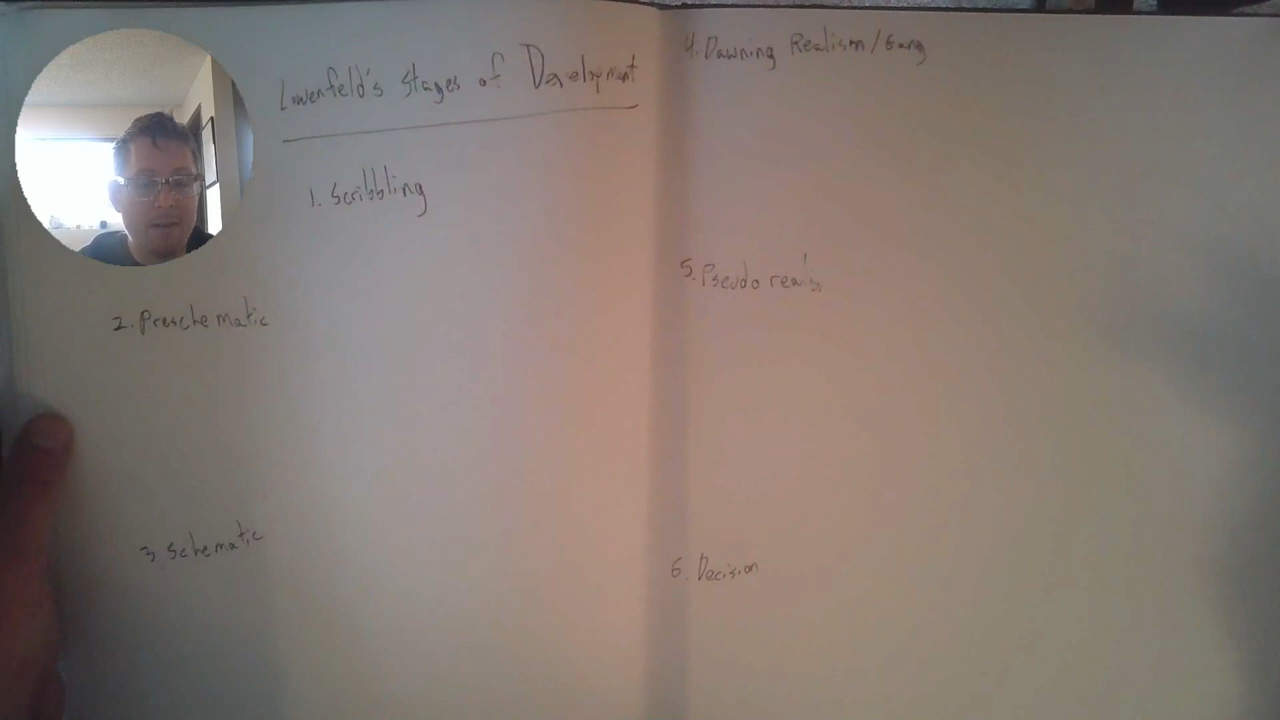 Lowenfeld's Stages of Development
1. Scribbling
2. Preschematic
3. Schematic
4. Dawning Realism/Gang
5. Pseudo realis
6. Decision